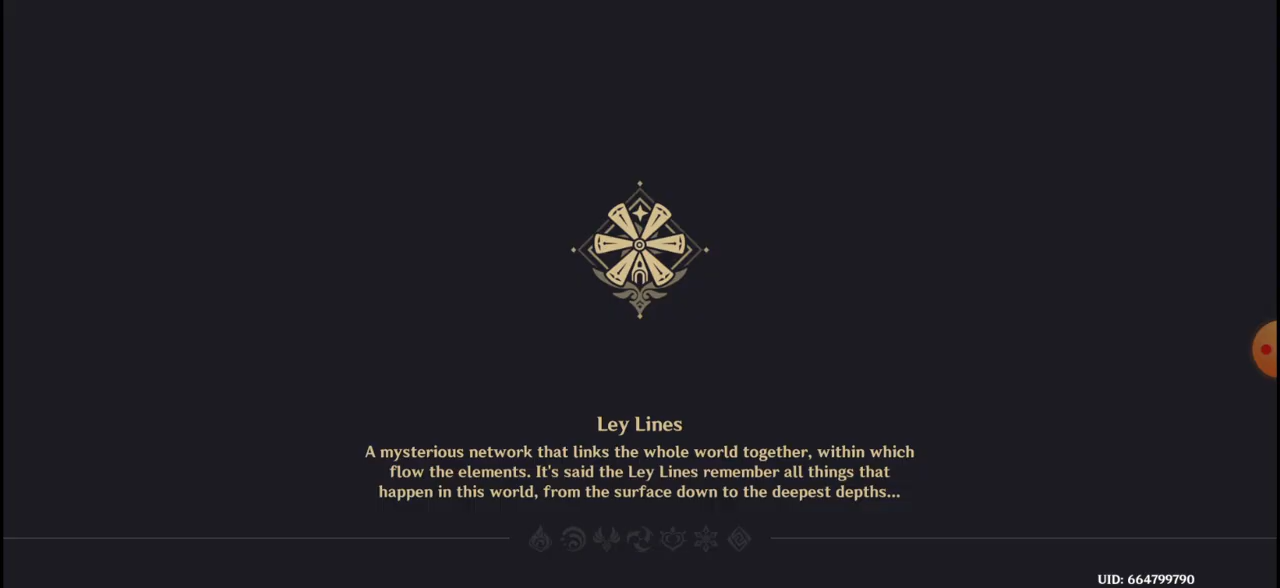 Ley Lines
A mysterious network that links the whole world together, within which
flow the elements. It's said the Ley Lines remember all things that
happen in this world, from the surface down to the deepest depths...
UID: 664799790